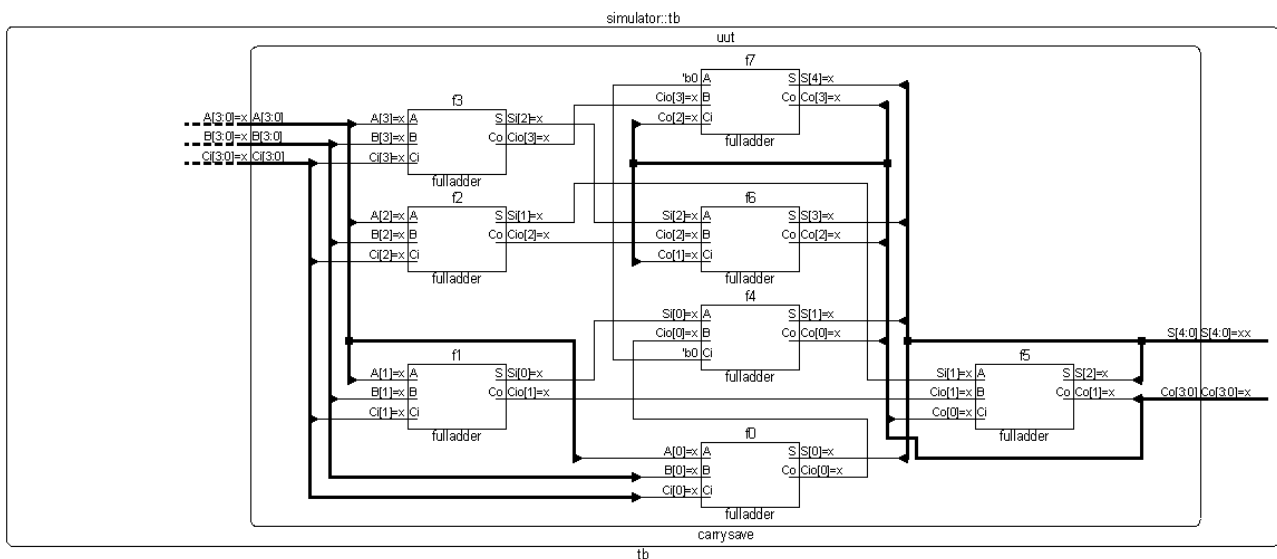 simulator::tb
uut
f7
'b0 A S S[4]=x
Cio[3]=x B Co Co[3]=x
Co[2]=x Ci
fulladder
A[3:0]=x A[3:0]
B[3:0]=x B[3:0]
Ci[3:0]=x Ci[3:0]
f3
A[3]=x A S Si[2]=x
B[3]=x B Co Cio[3]=x
Ci[3]=x Ci
fulladder
f2
A[2]=x A S Si[1]=x
B[2]=x B Co Cio[2]=x
Ci[2]=x Ci
fulladder
f6
Si[2]=x A S S[3]=x
Cio[2]=x B Co Co[2]=x
Co[1]=x Ci
fulladder
f4
Si[0]=x A S S[1]=x
Cio[0]=x B Co Co[0]=x
'b0 Ci
fulladder
f1
A[1]=x A S Si[0]=x
B[1]=x B Co Cio[1]=x
Ci[1]=x Ci
fulladder
f5
Si[1]=x A S S[2]=x
Cio[1]=x B Co Co[1]=x
Co[0]=x Ci
fulladder
S[4:0] S[4:0]=xx
Co[3:0] Co[3:0]=x
f0
A[0]=x A S S[0]=x
B[0]=x B Co Cio[0]=x
Ci[0]=x Ci
fulladder
carrysave
tb